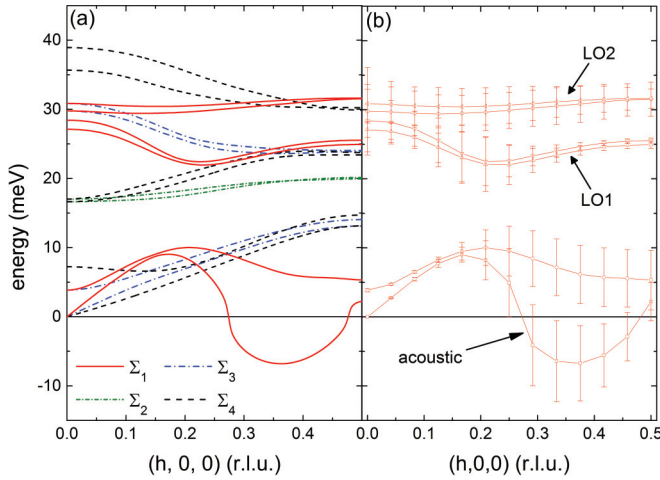 (a)
(b)
energy (meV)
40
30
20
10
0
-10
LO2
LO1
acoustic
Σ1
Σ3
Σ2
Σ4
0.0 0.1 0.2 0.3 0.4
0.0 0.1 0.2 0.3 0.4 0.5
(h, 0, 0) (r.l.u.)
(h,0,0) (r.l.u.)